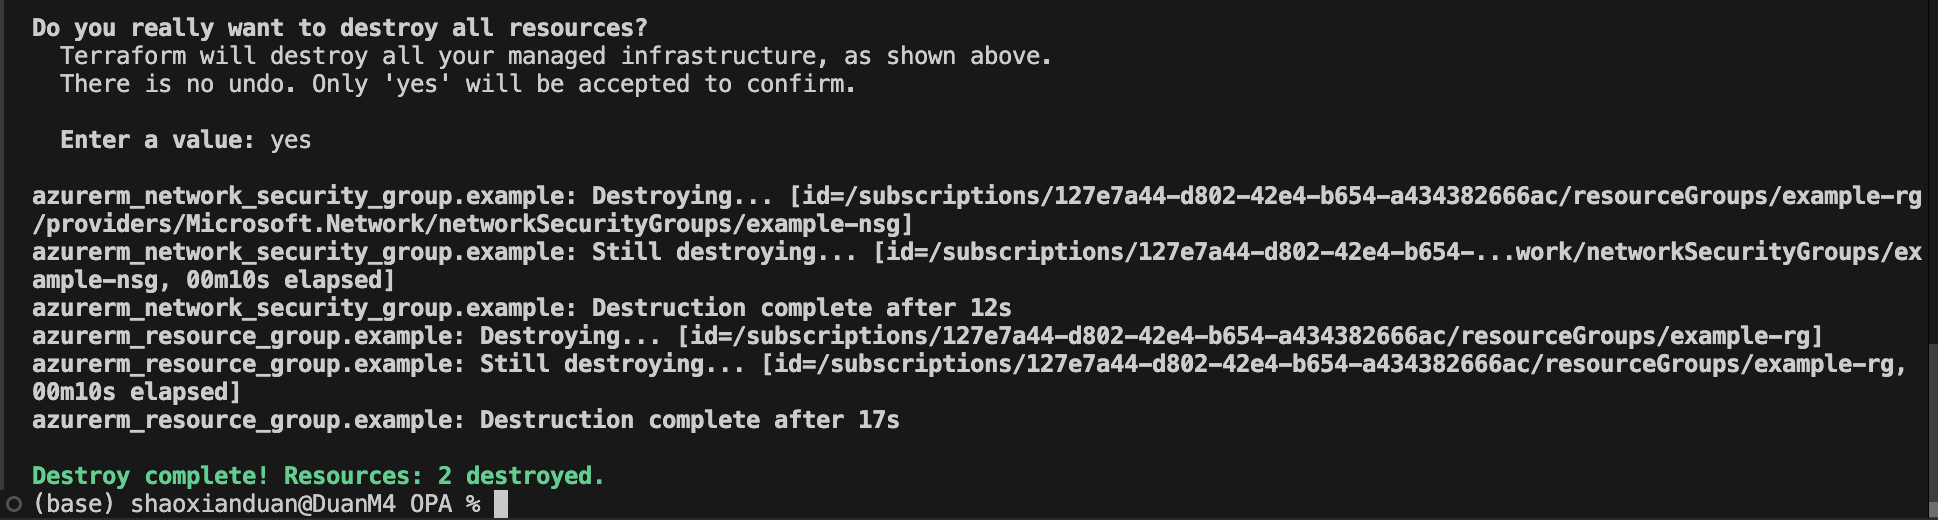 Do you really want to destroy all resources?
Terraform will destroy all your managed infrastructure, as shown above.
There is no undo. Only 'yes' will be accepted to confirm.
Enter a value: yes
azurerm_network_security_group.example: Destroying... [id=/subscriptions/127e7a44-d802-42e4-b654-a434382666ac/resourceGroups/example-rg
/providers/Microsoft.Network/networkSecurityGroups/example-nsg]
azurerm_network_security_group.example: Still destroying... [id=/subscriptions/127e7a44-d802-42e4-b654-...work/networkSecurityGroups/ex
ample-nsg, 00m10s elapsed]
azurerm_network_security_group.example: Destruction complete after 12s
azurerm_resource_group.example: Destroying... [id=/subscriptions/127e7a44-d802-42e4-b654-a434382666ac/resourceGroups/example-rg]
azurerm_resource_group.example: Still destroying... [id=/subscriptions/127e7a44-d802-42e4-b654-a434382666ac/resourceGroups/example-rg,
00m10s elapsed]
azurerm_resource_group.example: Destruction complete after 17s
Destroy complete! Resources: 2 destroyed.
(base) shaoxianduan@DuanM4 OPA %